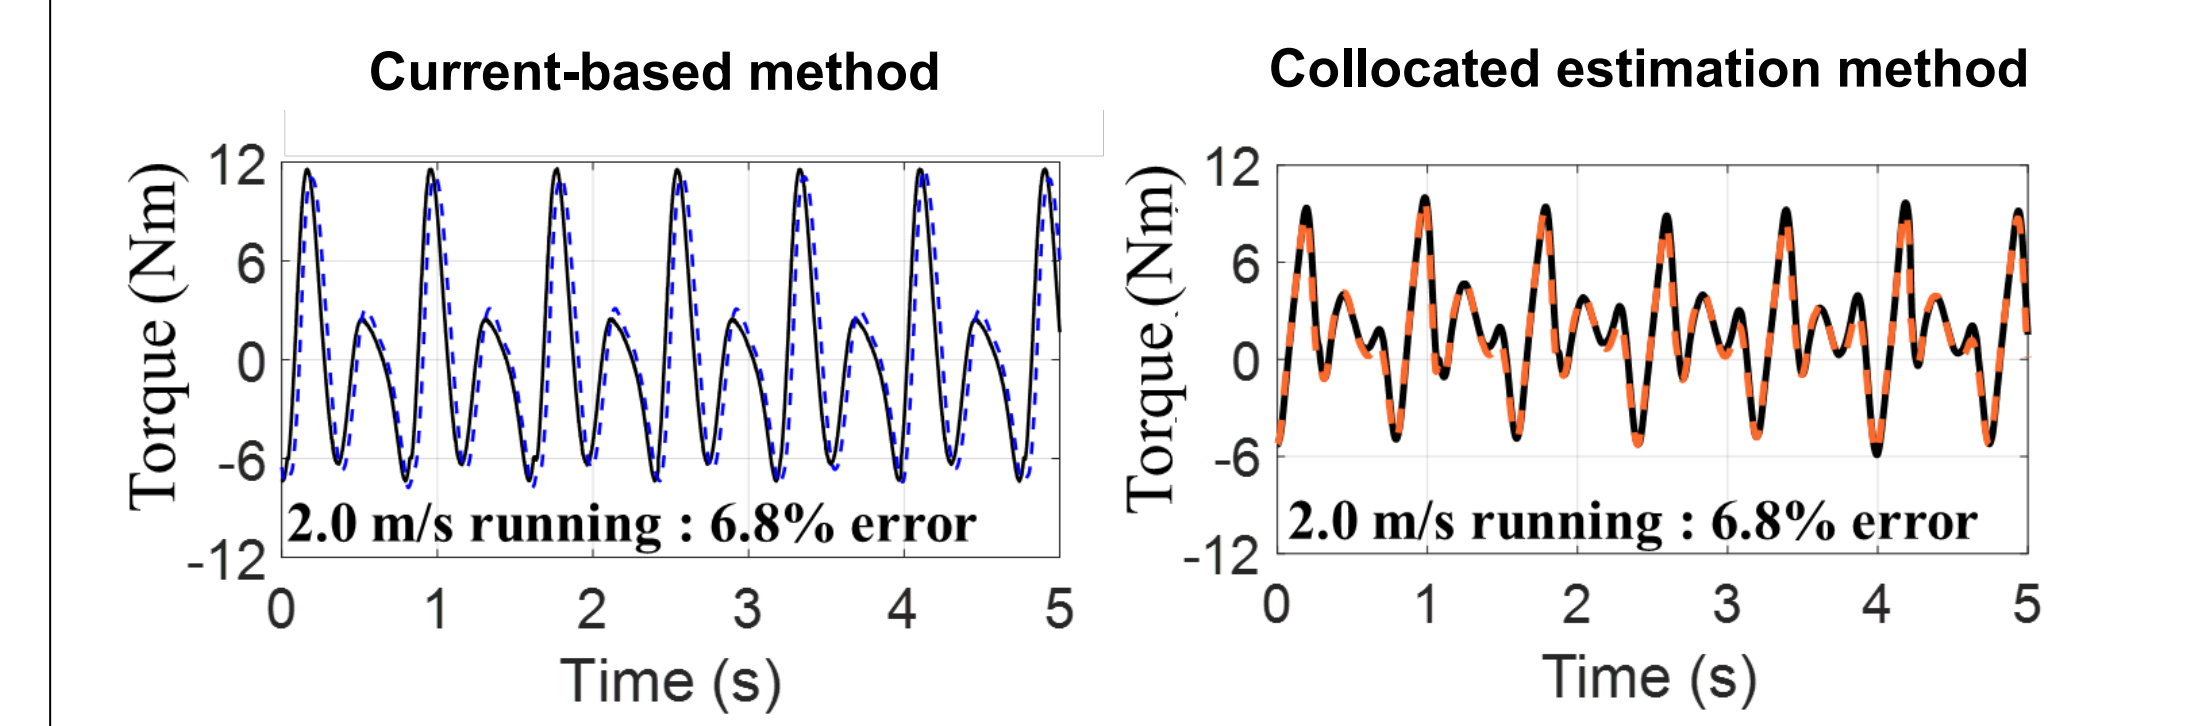 Current-based method
Torque (Nm)
12
6
0
-6
-12
2.0 m/s running : 6.8% error
0 1 2 3 4 5
Time (s)
Collocated estimation method
Torque (Nm)
12
6
0
-6
-12
2.0 m/s running : 6.8% error
0 1 2 3 4 5
Time (s)